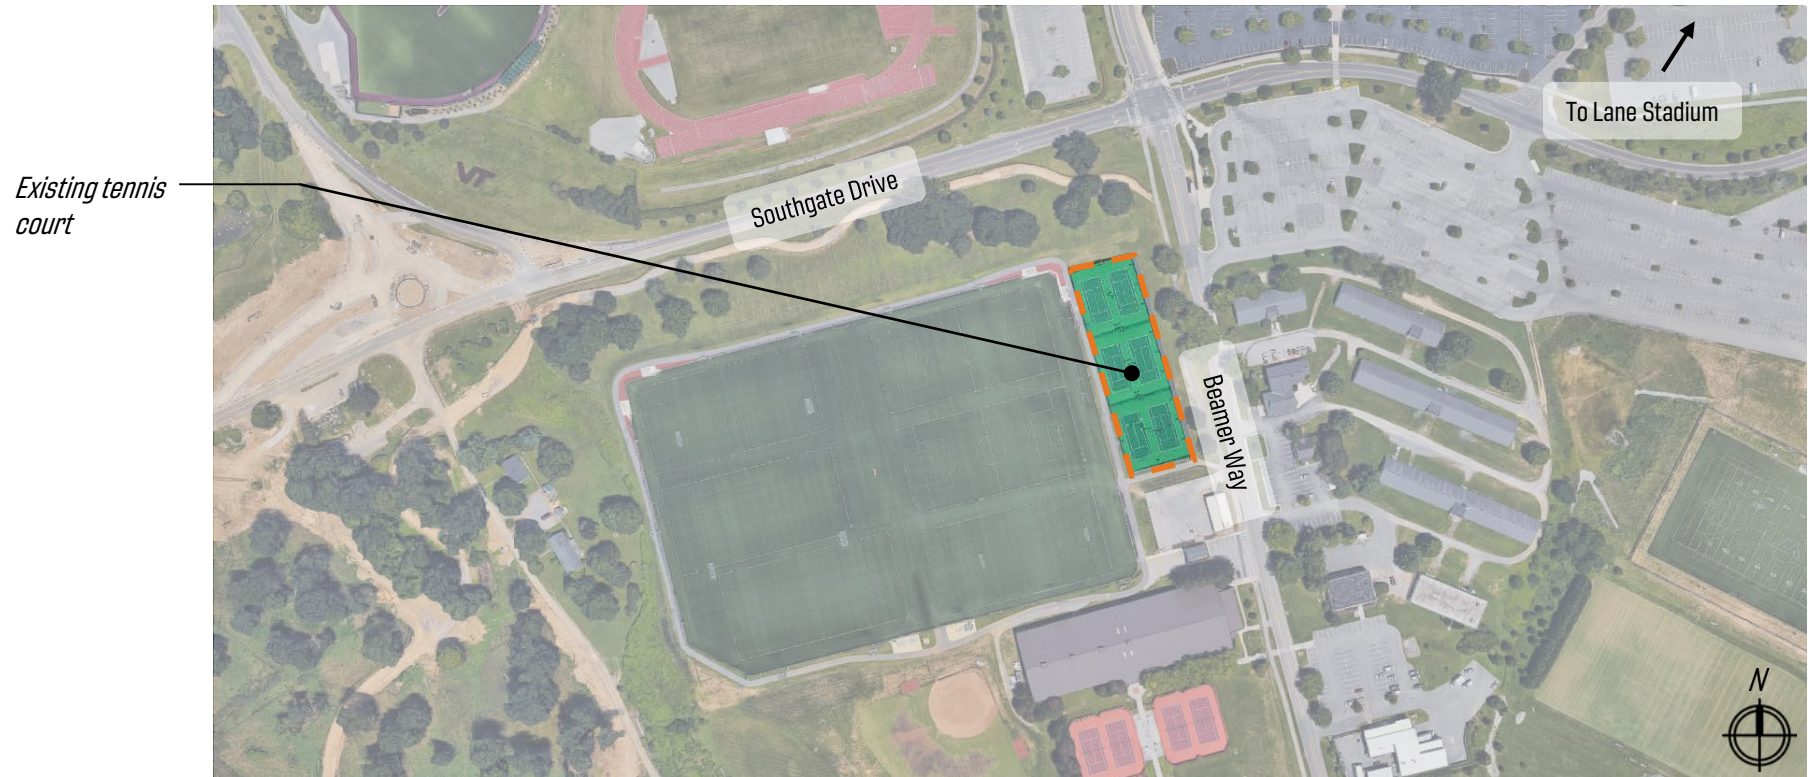 To Lane Stadium
Existing tennis
court
Southgate Drive
VT
Beamer Way
N